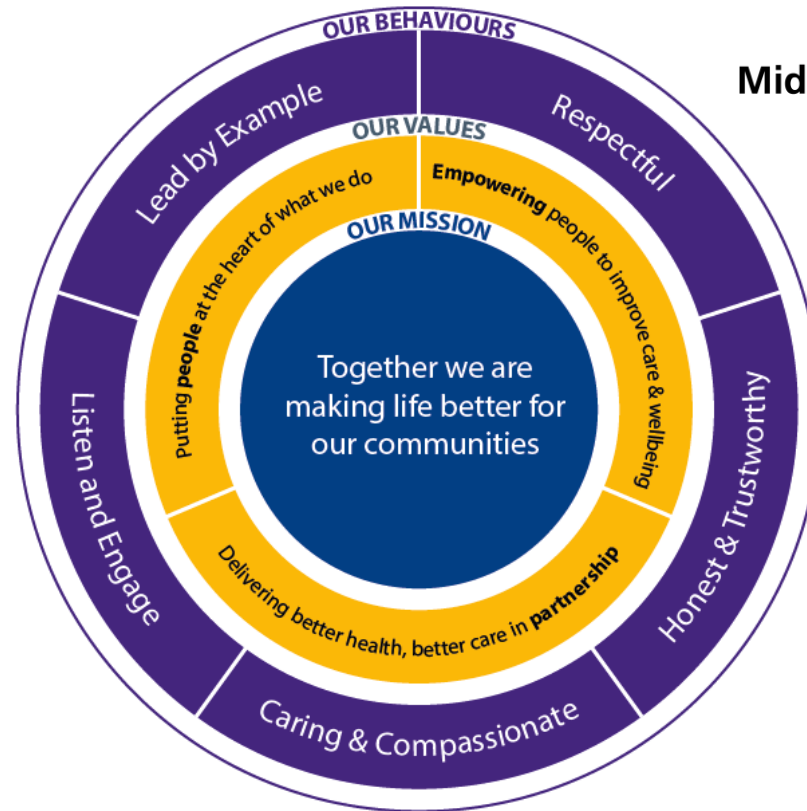 OUR BEHAVIOURS
Mid
Lead by Example
Respectful
OUR VALUES
Putting people at the heart of what we do
Empowering people to improve care & wellbeing
OUR MISSION
Together we are
making life better for
our communities
Listen and Engage
Honest & Trustworthy
Delivering better health, better care in partnership
Caring & Compassionate